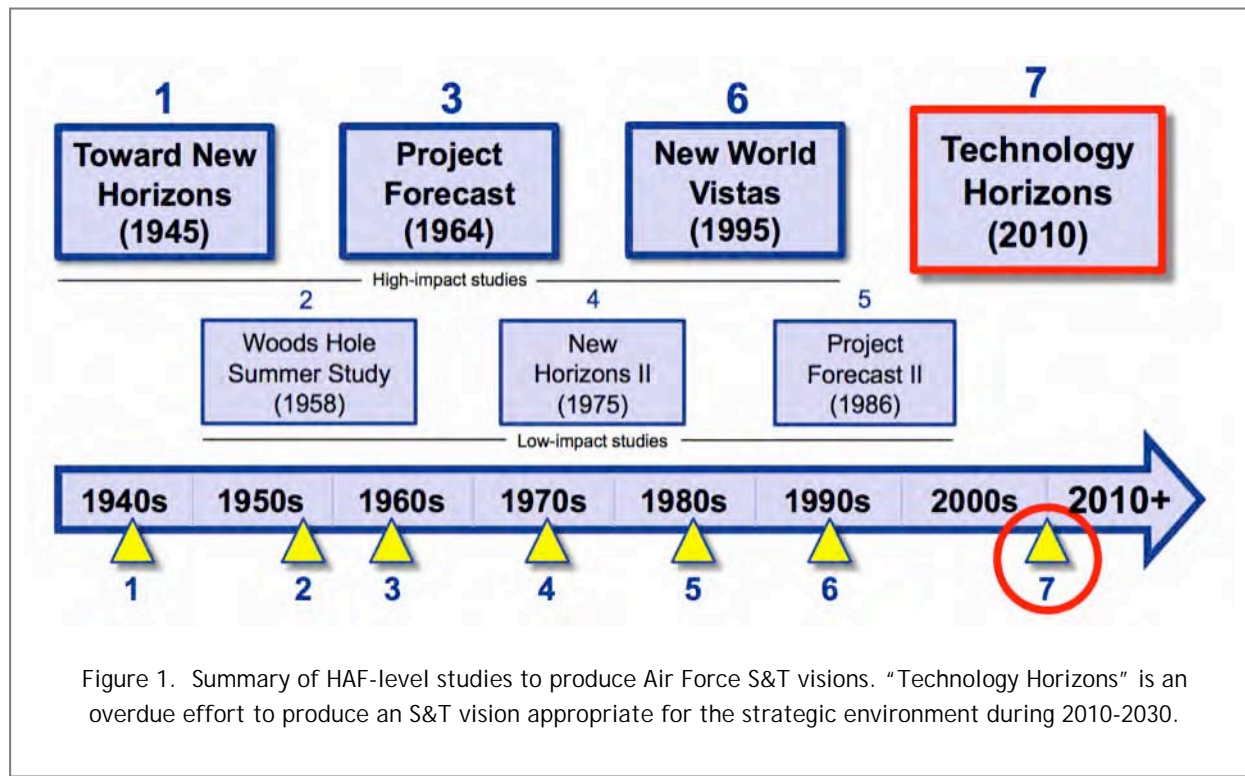 1
Toward New
Horizons
(1945)
3
Project
Forecast
(1964)
6
New World
Vistas
(1995)
7
Technology
Horizons
(2010)
High-impact studies
2
Woods Hole
Summer Study
(1958)
4
New
Horizons II
(1975)
5
Project
Forecast II
(1986)
Low-impact studies
1940s 1950s 1960s 1970s 1980s 1990s 2000s 2010+
1 2 3 4 5 6 7
Figure 1. Summary of HAF-level studies to produce Air Force S&T visions. “Technology Horizons” is an
overdue effort to produce an S&T vision appropriate for the strategic environment during 2010-2030.